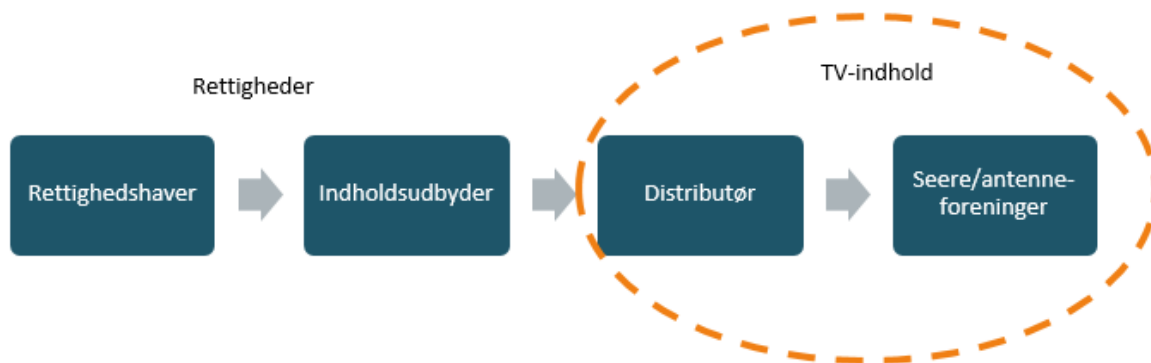 TV-indhold
Rettigheder
Rettighedshaver
Indholdsudbyder
Distributør
Seere/antenne-
foreninger